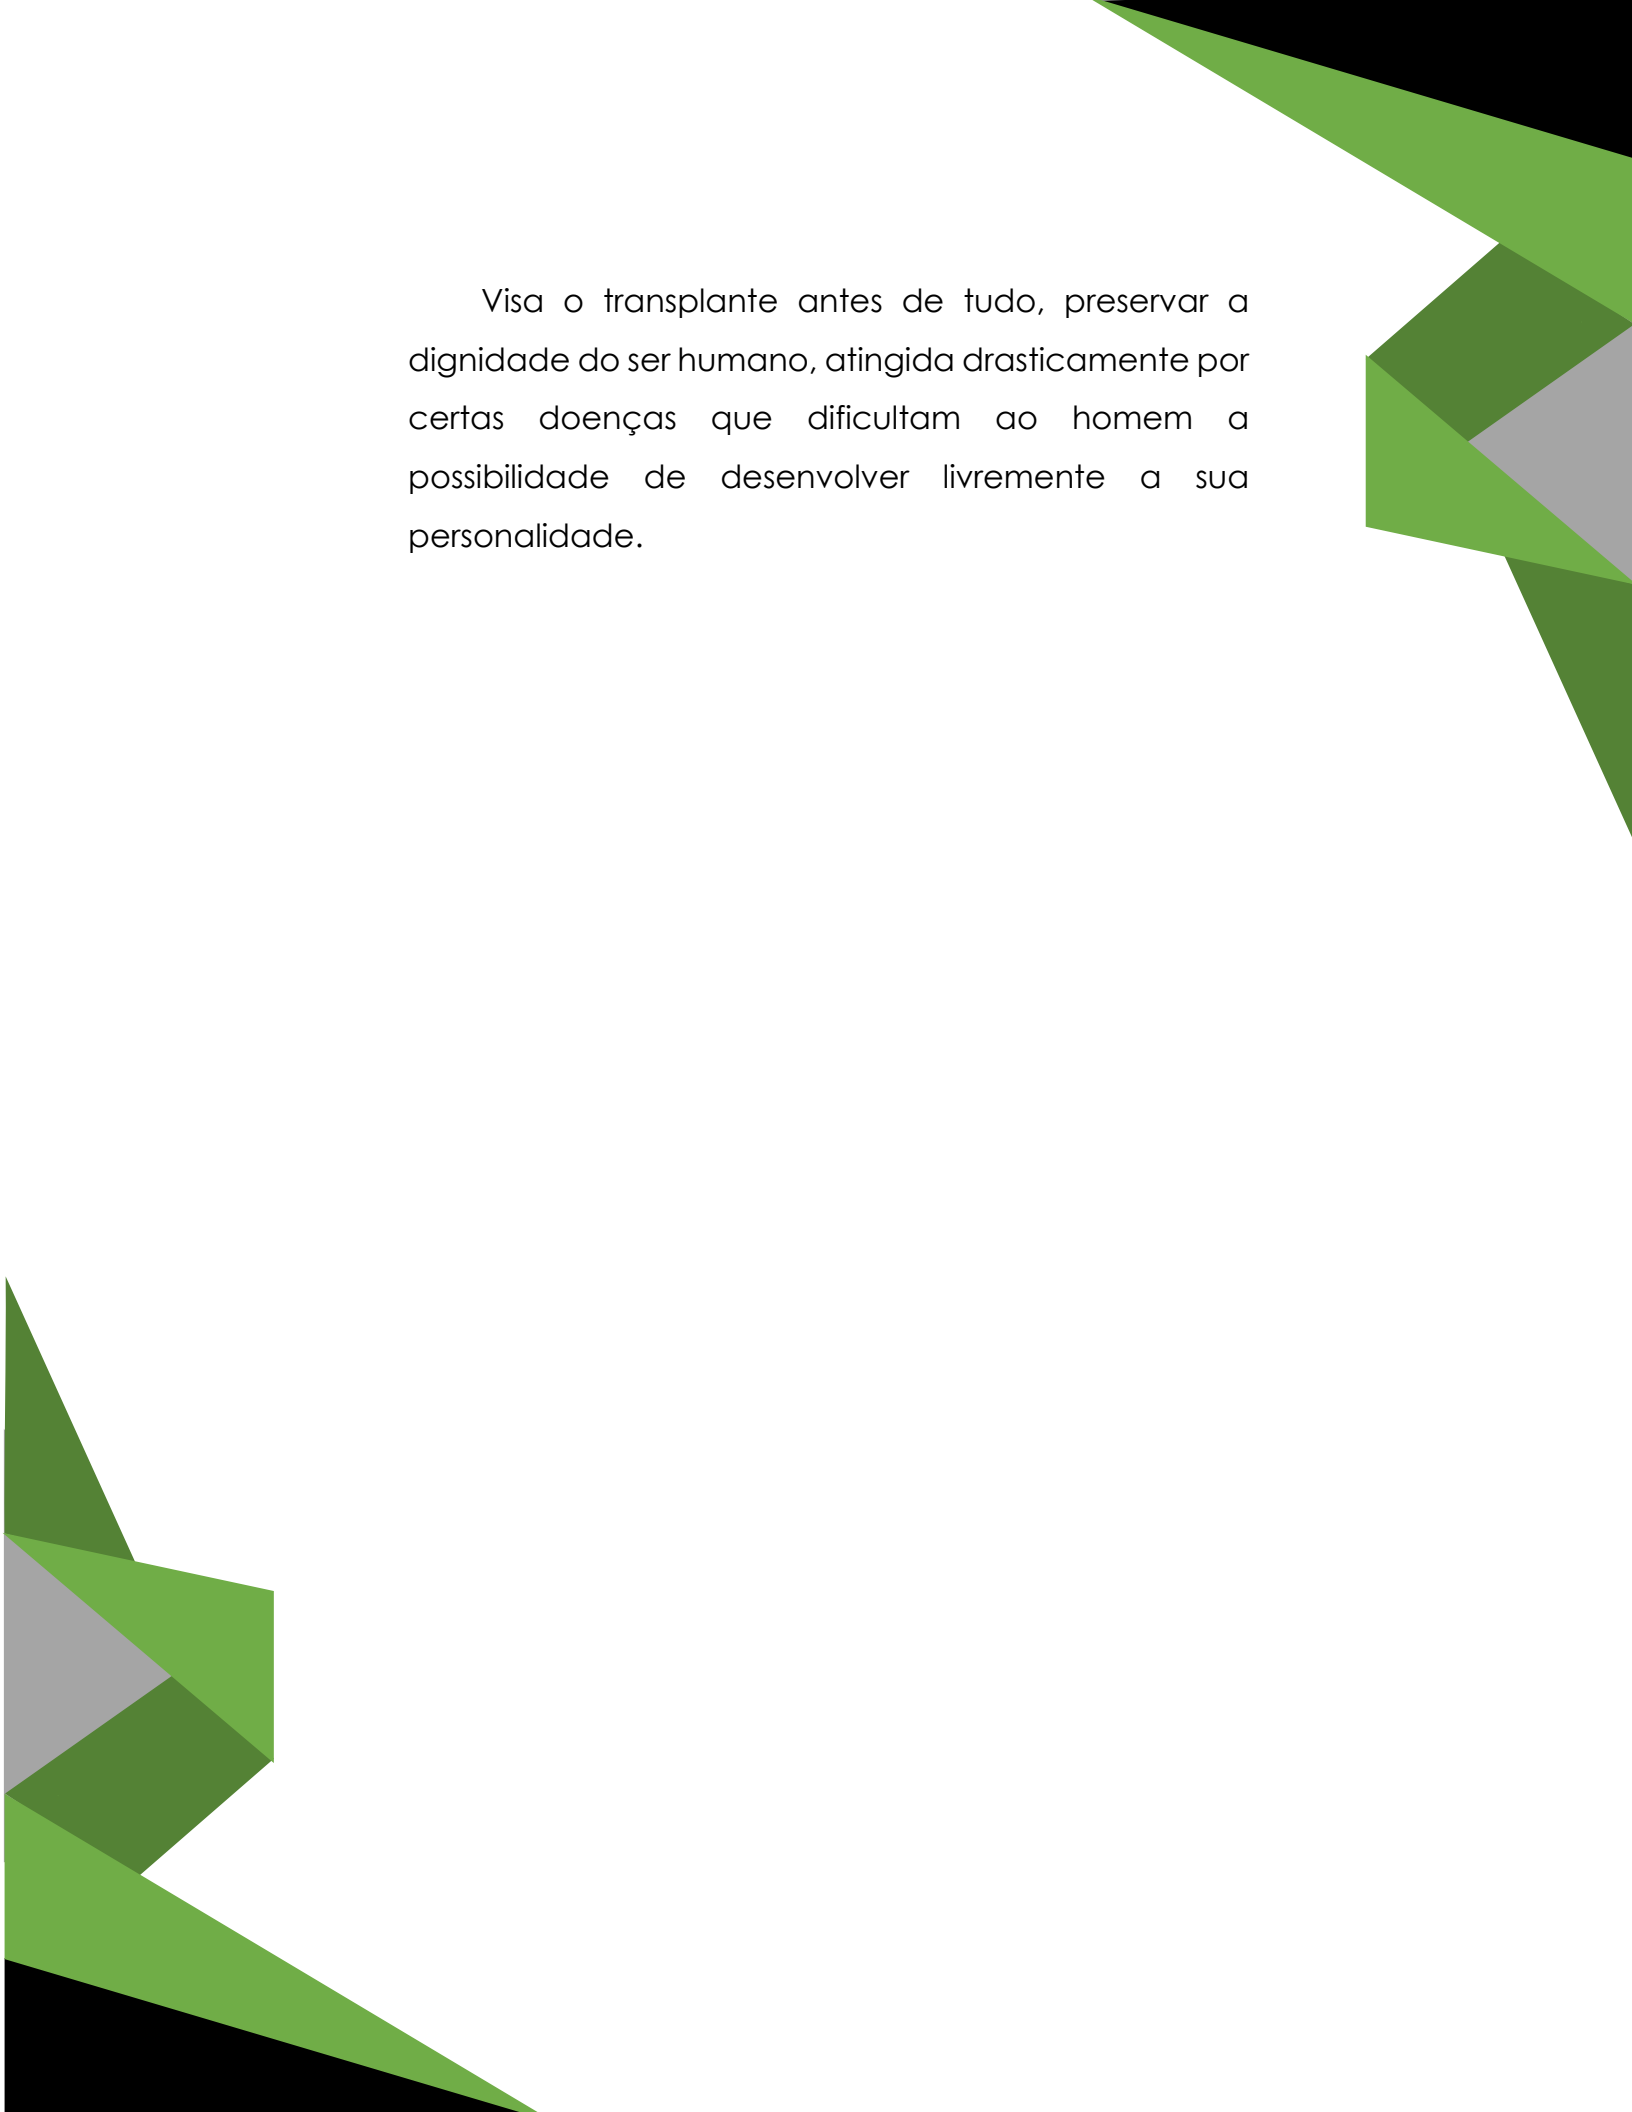 Visa o transplante antes de tudo, preservar a
dignidade do ser humano, atingida drasticamente por
certas doenças que dificultam ao homem a
possibilidade de desenvolver livremente a sua
personalidade.